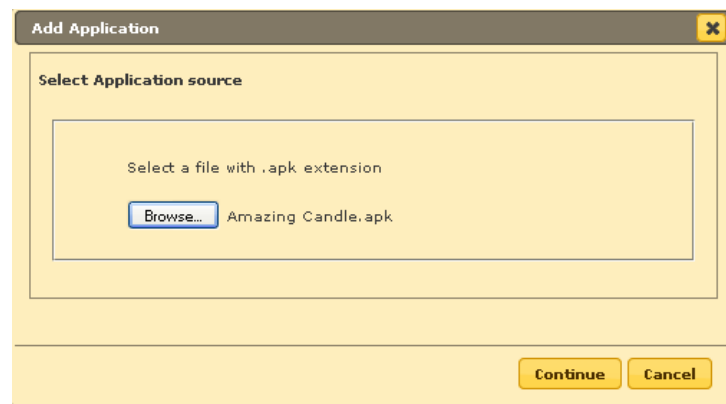 Add Application
Select Application source
Select a file with .apk extension
Browse... Amazing Candle.apk
Continue Cancel